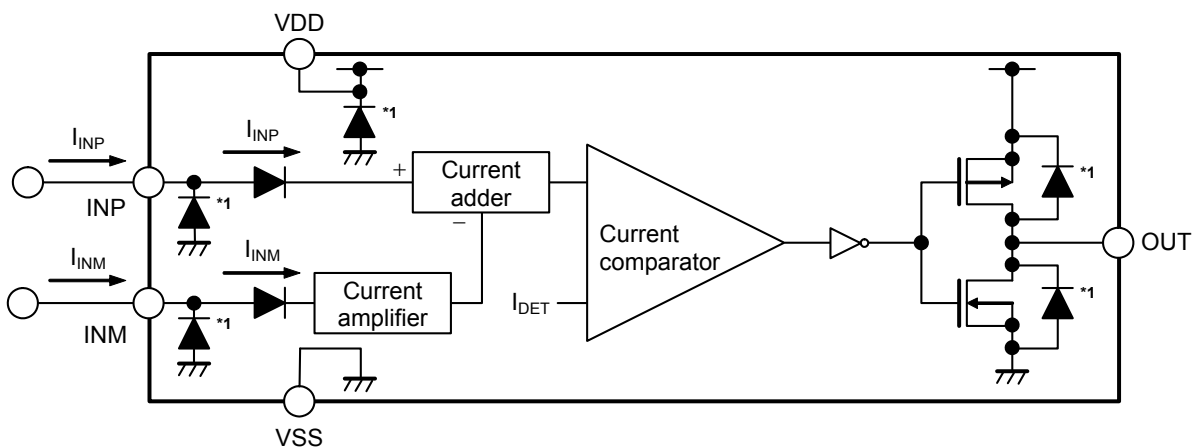 VDD
*1
I_INP
I_INP
+
Current
adder
*1
INP
−
*1
I_INM
I_INM
Current
amplifier
Current
comparator
OUT
I_DET
*1
*1
INM
VSS